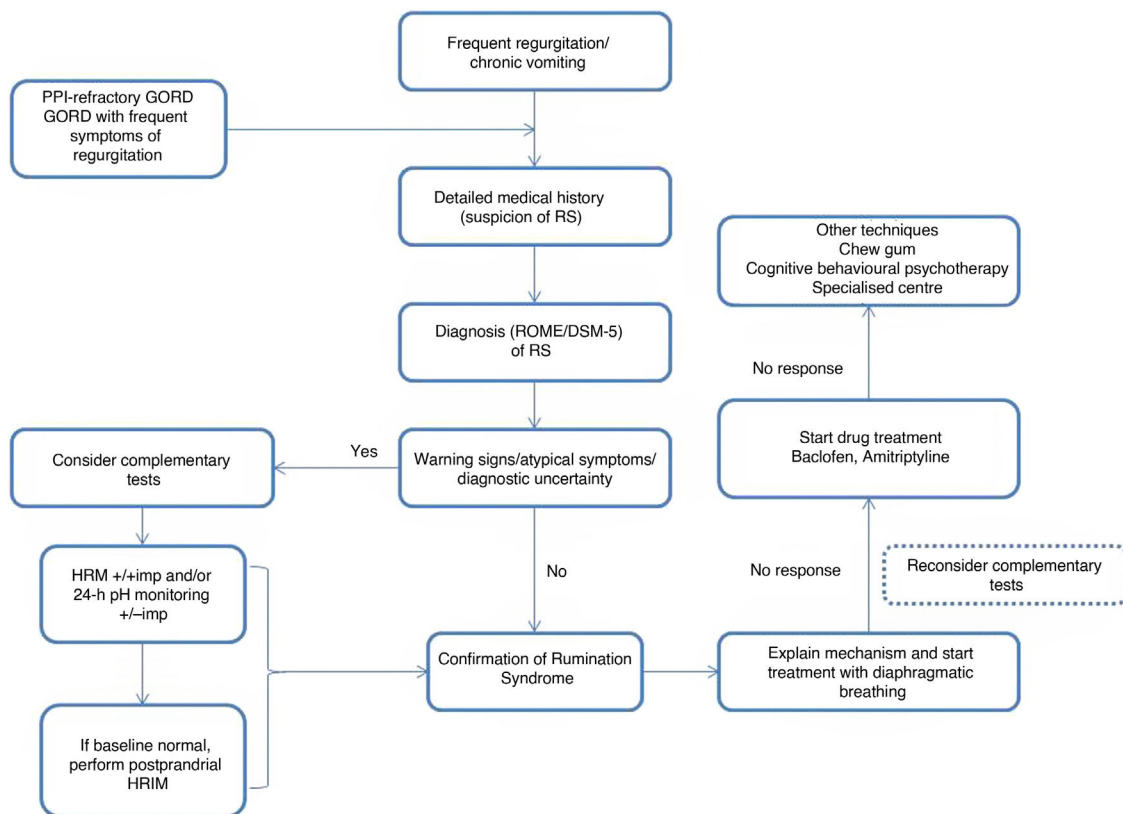 Frequent regurgitation/
chronic vomiting
PPI-refractory GORD
GORD with frequent
symptoms of
regurgitation
Detailed medical history
(suspicion of RS)
Other techniques
Chew gum
Cognitive behavioural psychotherapy
Specialised centre
Diagnosis (ROME/DSM-5)
of RS
No response
Start drug treatment
Baclofen, Amitriptyline
Consider complementary
tests
Yes
Warning signs/atypical symptoms/
diagnostic uncertainty
HRM +/+imp and/or
24-h pH monitoring
+/–imp
No
No response
Reconsider complementary
tests
Confirmation of Rumination
Syndrome
Explain mechanism and start
treatment with diaphragmatic
breathing
If baseline normal,
perform postprandrial
HRIM